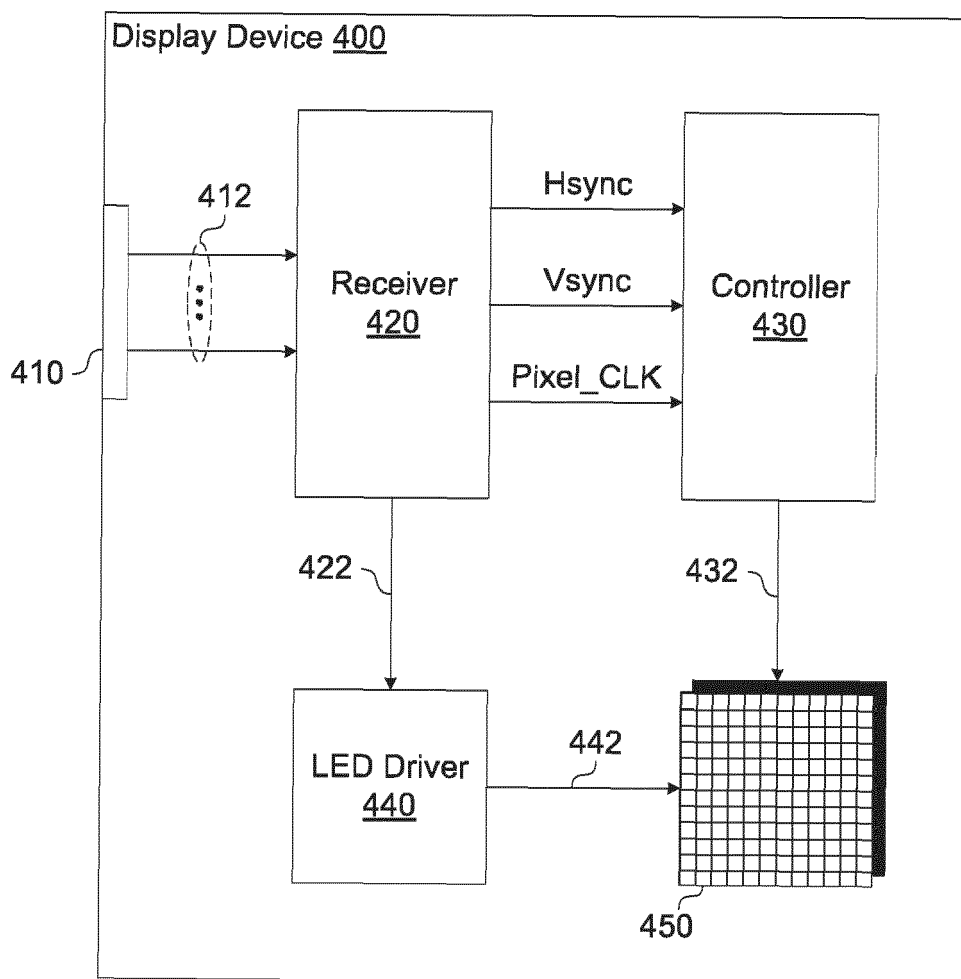 Display Device 400
412
Hsync
Receiver
420
Vsync
Controller
430
410
Pixel_CLK
422
432
LED Driver
440
442
450